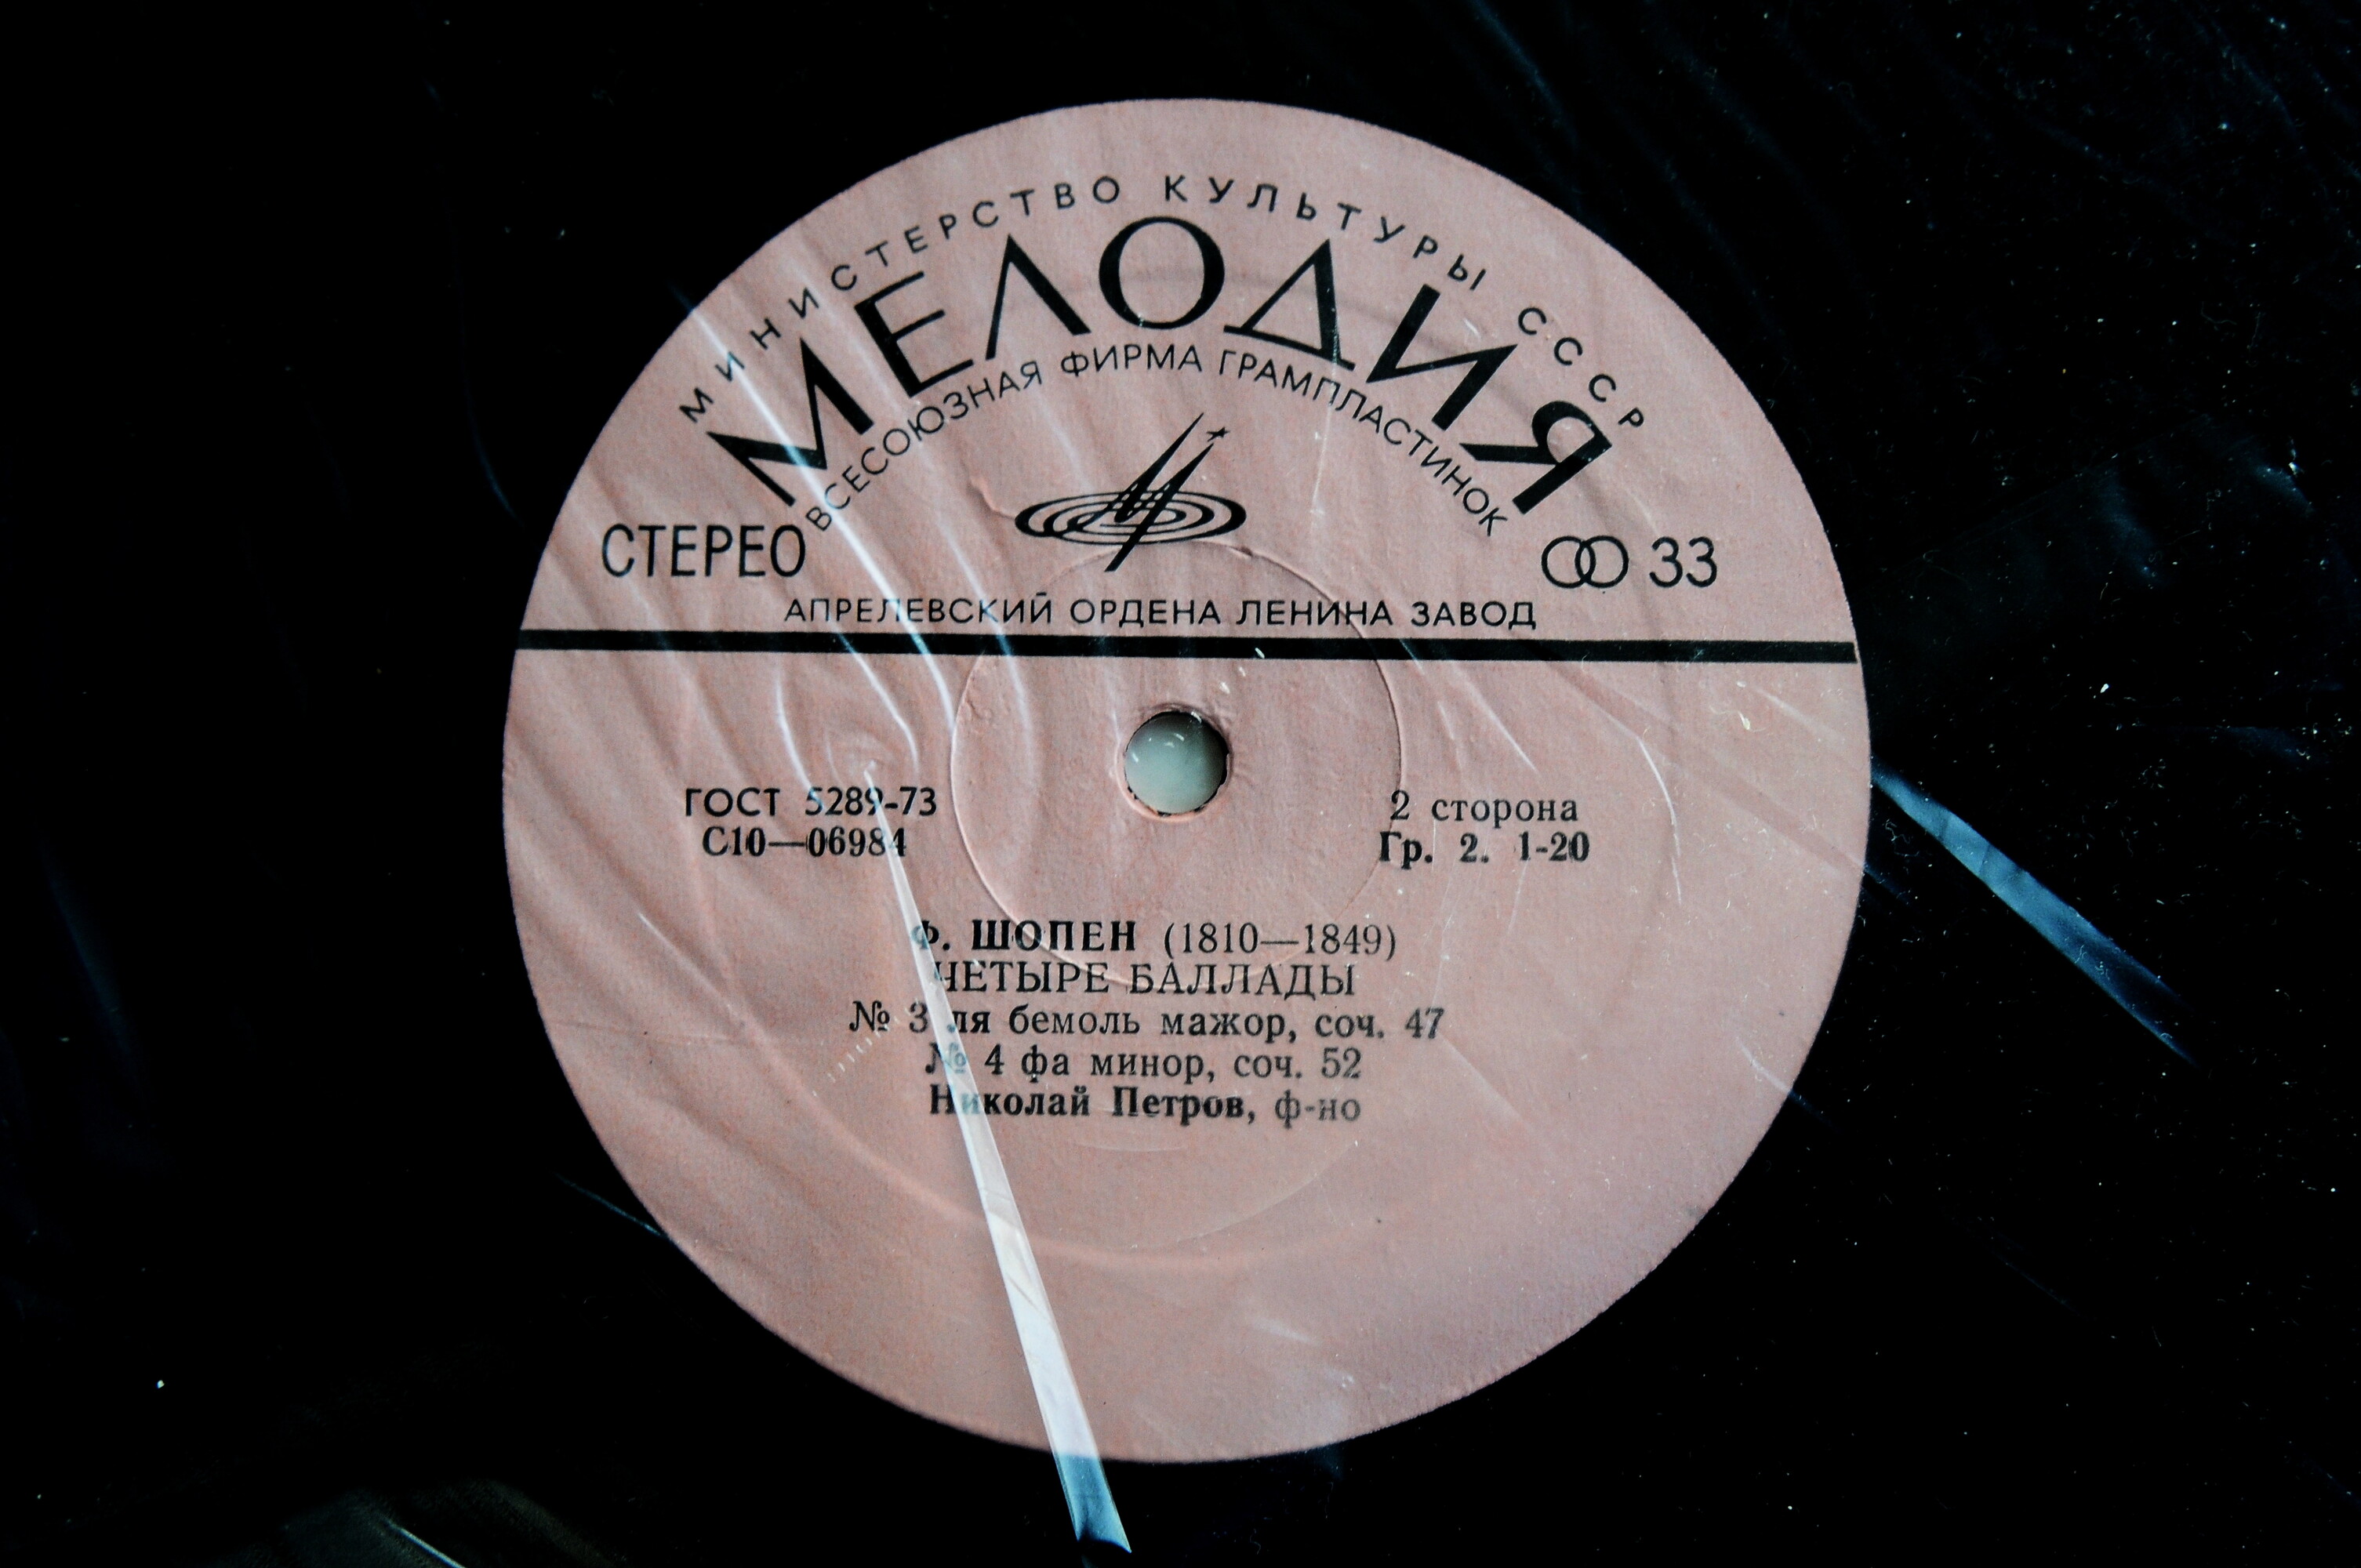 МИНИСТЕРСТВО КУЛЬТУРЫ СССР
МЕЛОДИЯ
ВСЕСОЮЗНАЯ ФИРМА ГРАМПЛАСТИНОК
СТЕРЕО
33
АПРЕЛЕВСКИЙ ОРДЕНА ЛЕНИНА ЗАВОД
ГОСТ 5289-73
С10—06984
2 сторона
Гр. 2. 1-20
Ф. ШОПЕН (1810—1849)
ЧЕТЫРЕ БАЛЛАДЫ
№ 3 ля бемоль мажор, соч. 47
№ 4 фа минор, соч. 52
Николай Петров, ф-но